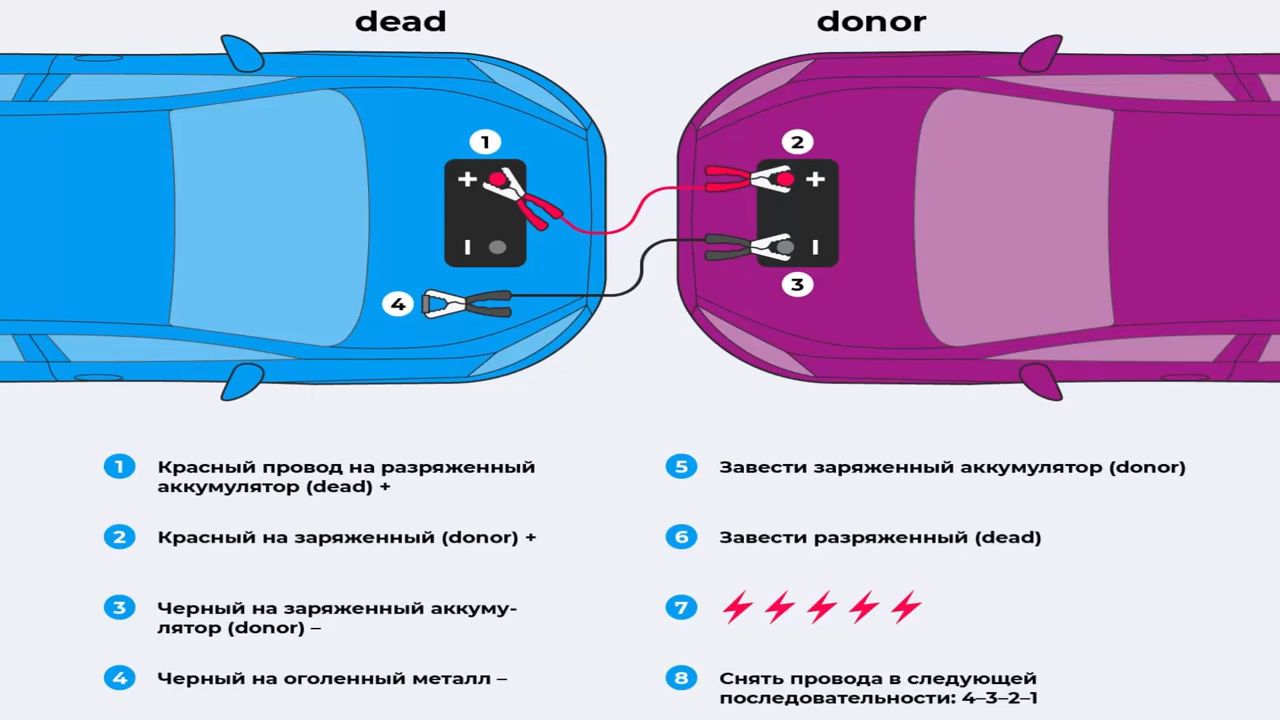 dead
donor
1
2
+
+
–
–
3
4
1 Красный провод на разряженный
аккумулятор (dead) +
2 Красный на заряженный (donor) +
3 Черный на заряженный аккуму-
лятор (donor) –
4 Черный на оголенный металл –
5 Завести заряженный аккумулятор (donor)
6 Завести разряженный (dead)
7
8 Снять провода в следующей
последовательности: 4–3–2–1